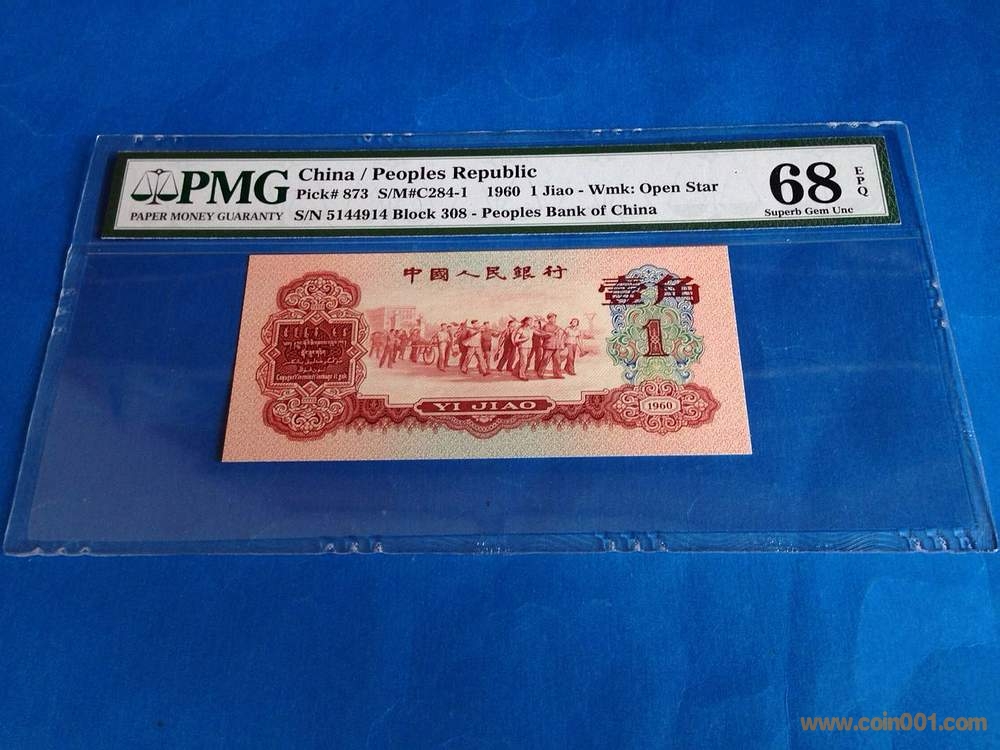 PMG
PAPER MONEY GUARANTY
China / Peoples Republic
Pick# 873 S/M#C284-1 1960 1 Jiao - Wmk: Open Star
S/N 5144914 Block 308 - Peoples Bank of China
68
EPQ
Superb Gem Unc
中國人民銀行
壹角
1
YI JIAO
1960
www.coin001.com